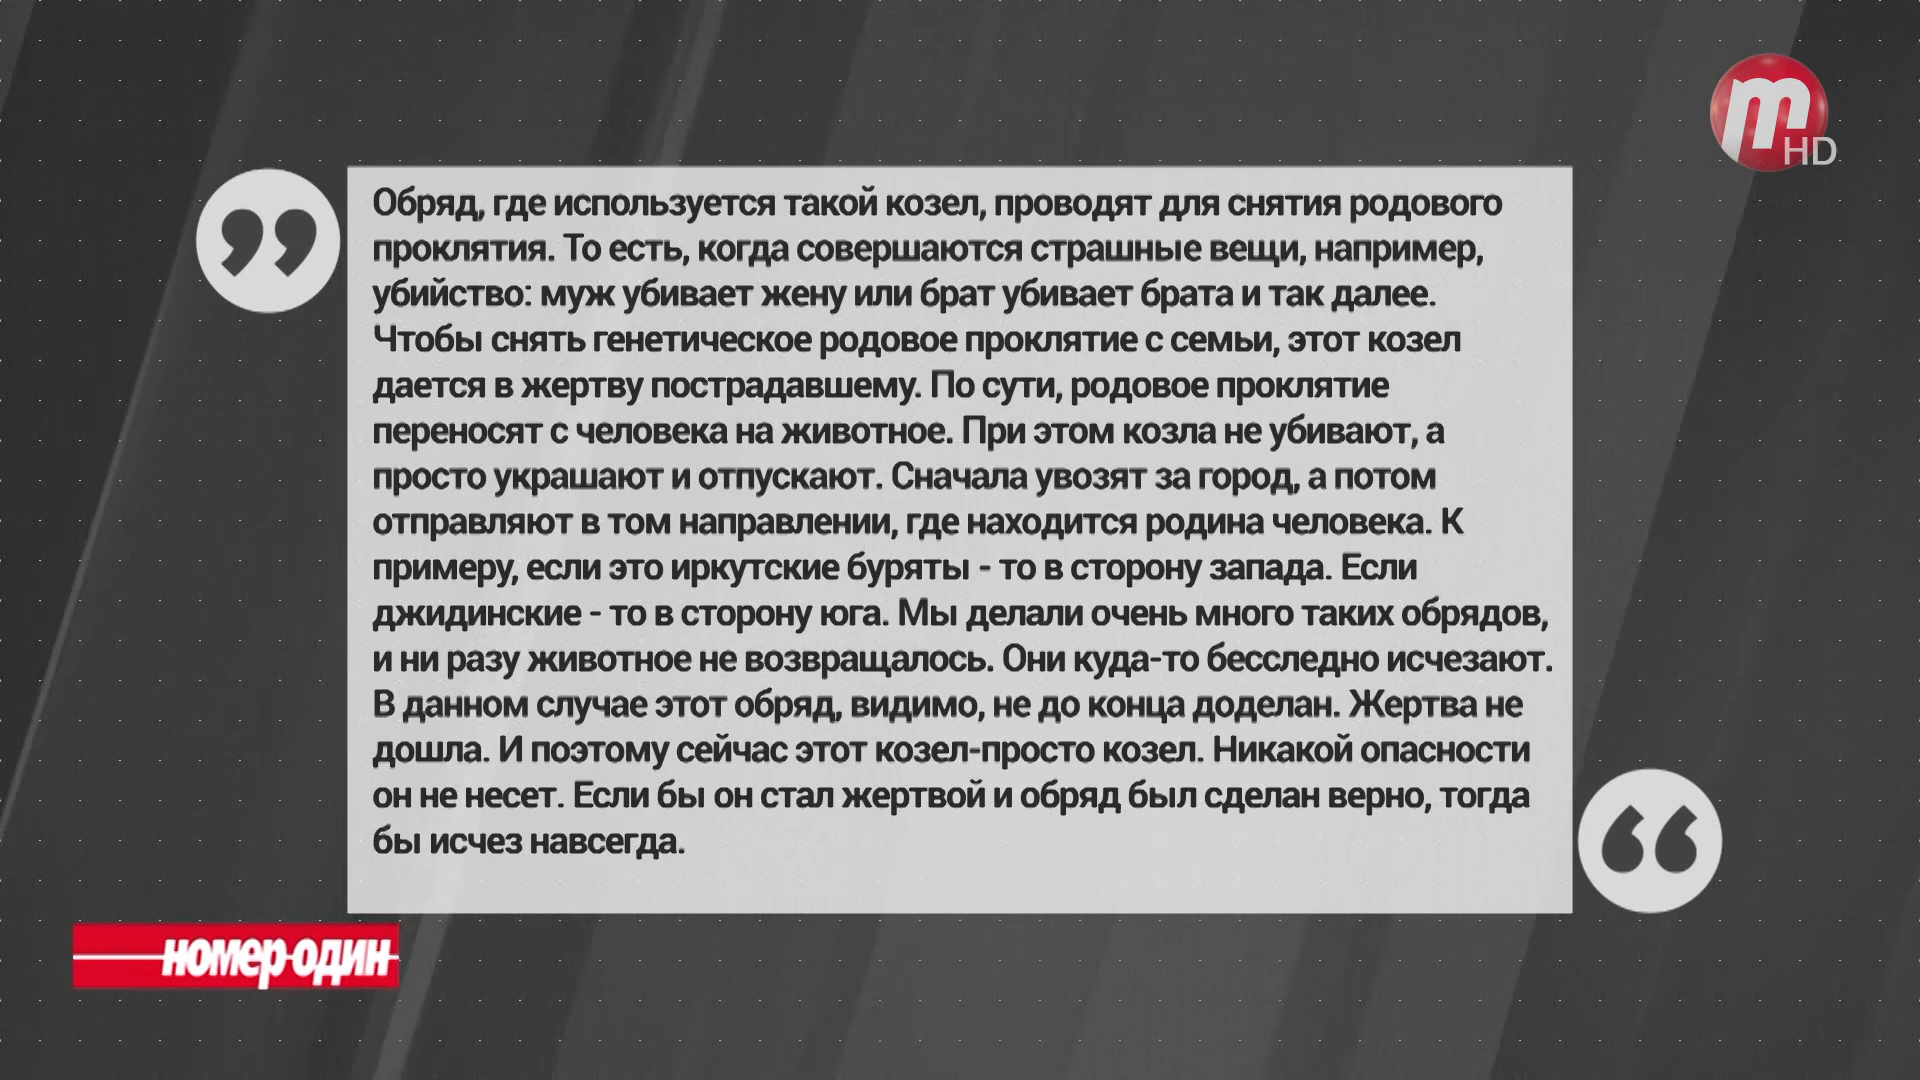 m HD
Обряд, где используется такой козел, проводят для снятия родового
проклятия. То есть, когда совершаются страшные вещи, например,
убийство: муж убивает жену или брат убивает брата и так далее.
Чтобы снять генетическое родовое проклятие с семьи, этот козел
дается в жертву пострадавшему. По сути, родовое проклятие
переносят с человека на животное. При этом козла не убивают, а
просто украшают и отпускают. Сначала увозят за город, а потом
отправляют в том направлении, где находится родина человека. К
примеру, если это иркутские буряты - то в сторону запада. Если
джидинские - то в сторону юга. Мы делали очень много таких обрядов,
и ни разу животное не возвращалось. Они куда-то бесследно исчезают.
В данном случае этот обряд, видимо, не до конца доделан. Жертва не
дошла. И поэтому сейчас этот козел-просто козел. Никакой опасности
он не несет. Если бы он стал жертвой и обряд был сделан верно, тогда
бы исчез навсегда.
номер-один